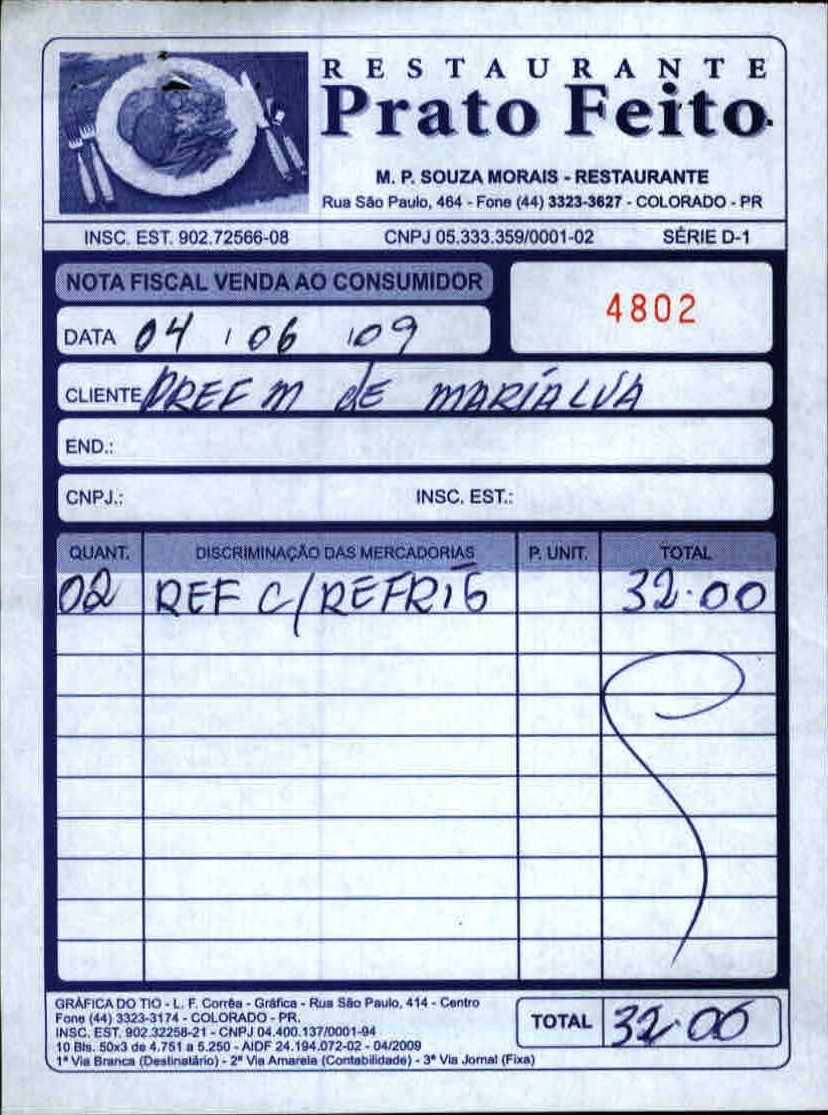 RESTAURANTE
Prato Feito
M. P. SOUZA MORAIS - RESTAURANTE
Rua São Paulo, 464 - Fone (44) 3323-3627 - COLORADO - PR
INSC. EST. 902.72566-08 CNPJ 05.333.359/0001-02 SÉRIE D-1
NOTA FISCAL VENDA AO CONSUMIDOR
4802
DATA 04 / 06 / 09
CLIENTE PREF M de MARIALVA
END.:
CNPJ.: INSC. EST.:
QUANT. DISCRIMINAÇÃO DAS MERCADORIAS P. UNIT. TOTAL
02 REF C/REFRIG 32.00
GRÁFICA DO TIO - L. F. Corrêa - Gráfica - Rua São Paulo, 414 - Centro
Fone (44) 3323-3174 - COLORADO - PR.
INSC. EST. 902.32258-21 - CNPJ 04.400.137/0001-94
10 Bls. 50x3 de 4.751 a 5.250 - AIDF 24.194.072-02 - 04/2009
1ª Via Branca (Destinatário) - 2ª Via Amarela (Contabilidade) - 3ª Via Jornal (Fixa)
TOTAL 32.00